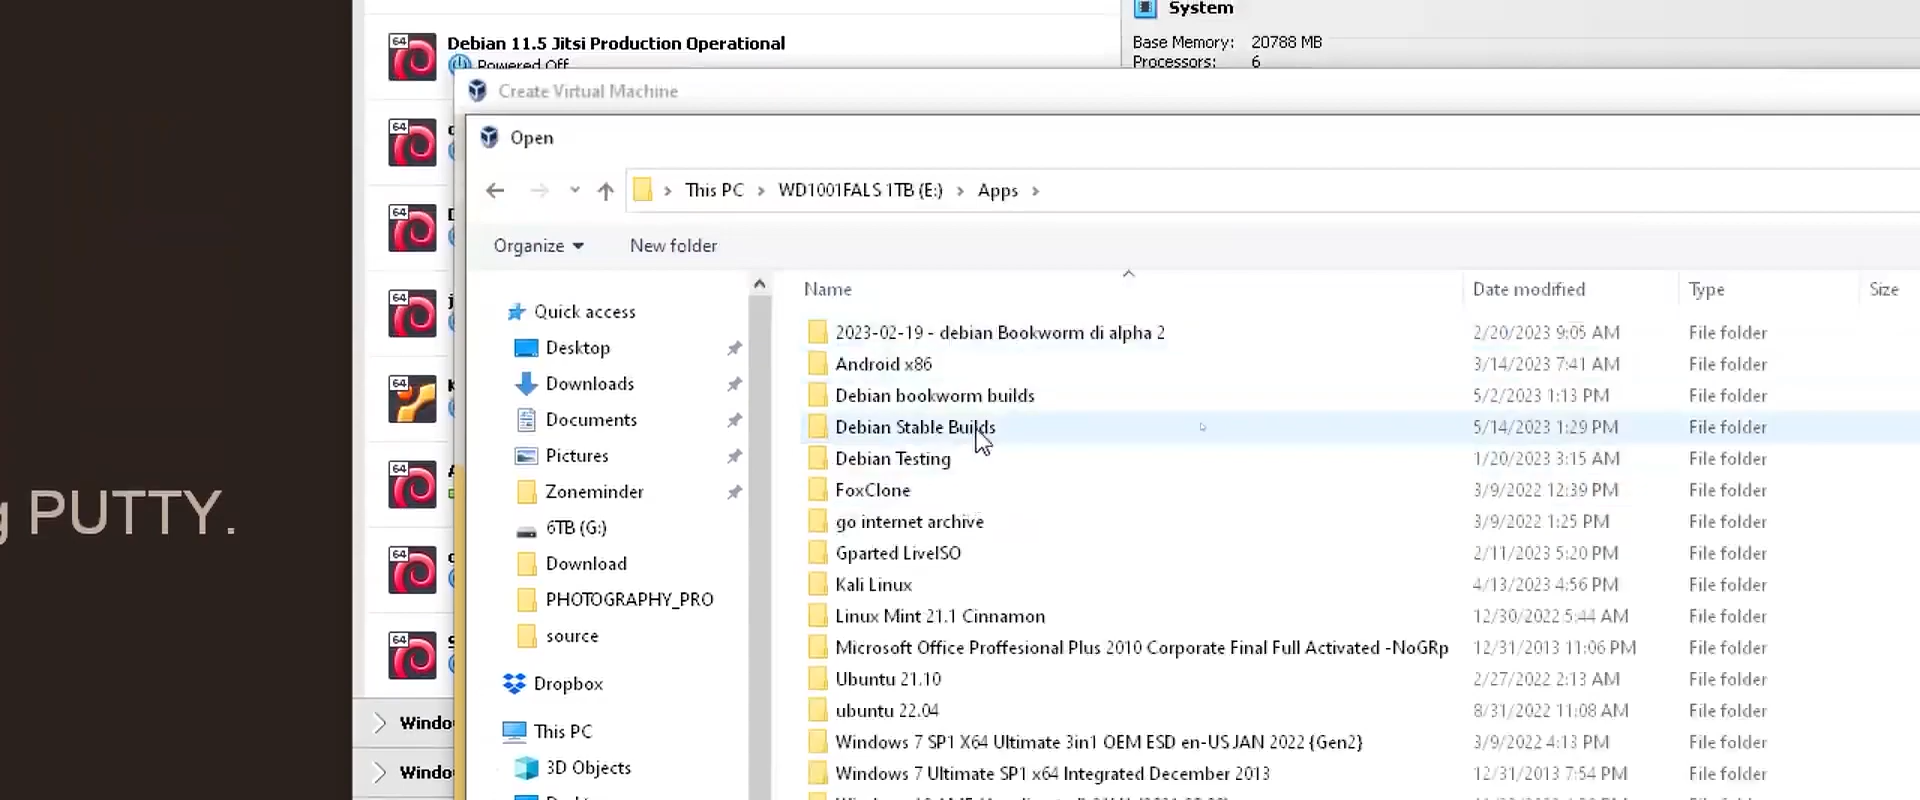 System
Debian 11.5 Jitsi Production Operational
Base Memory: 20788 MB
Powered Off
Processors: 6
Create Virtual Machine
Open
This PC > WD1001FALS 1TB (E:) > Apps >
Organize New folder
Name Date modified Type Size
Quick access
Desktop
Downloads
Documents
Pictures
Zoneminder
6TB (G:)
Download
PHOTOGRAPHY_PRO
source
Dropbox
This PC
3D Objects
2023-02-19 - debian Bookworm di alpha 2 2/20/2023 9:05 AM File folder
Android x86 3/14/2023 7:41 AM File folder
Debian bookworm builds 5/2/2023 1:13 PM File folder
Debian Stable Builds 5/14/2023 1:29 PM File folder
Debian Testing 1/20/2023 3:15 AM File folder
FoxClone 3/9/2022 12:39 PM File folder
go internet archive 3/9/2022 1:25 PM File folder
Gparted LiveISO 2/11/2023 5:20 PM File folder
Kali Linux 4/13/2023 4:56 PM File folder
Linux Mint 21.1 Cinnamon 12/30/2022 5:44 AM File folder
Microsoft Office Proffesional Plus 2010 Corporate Final Full Activated -NoGRp 12/31/2013 11:06 PM File folder
Ubuntu 21.10 2/27/2022 2:13 AM File folder
ubuntu 22.04 8/31/2022 11:08 AM File folder
Windows 7 SP1 X64 Ultimate 3in1 OEM ESD en-US JAN 2022 {Gen2} 3/9/2022 4:13 PM File folder
Windows 7 Ultimate SP1 x64 Integrated December 2013 12/31/2013 7:54 PM File folder
g PUTTY.
64
64
64
64
64
64
64
64
Windo
Windo